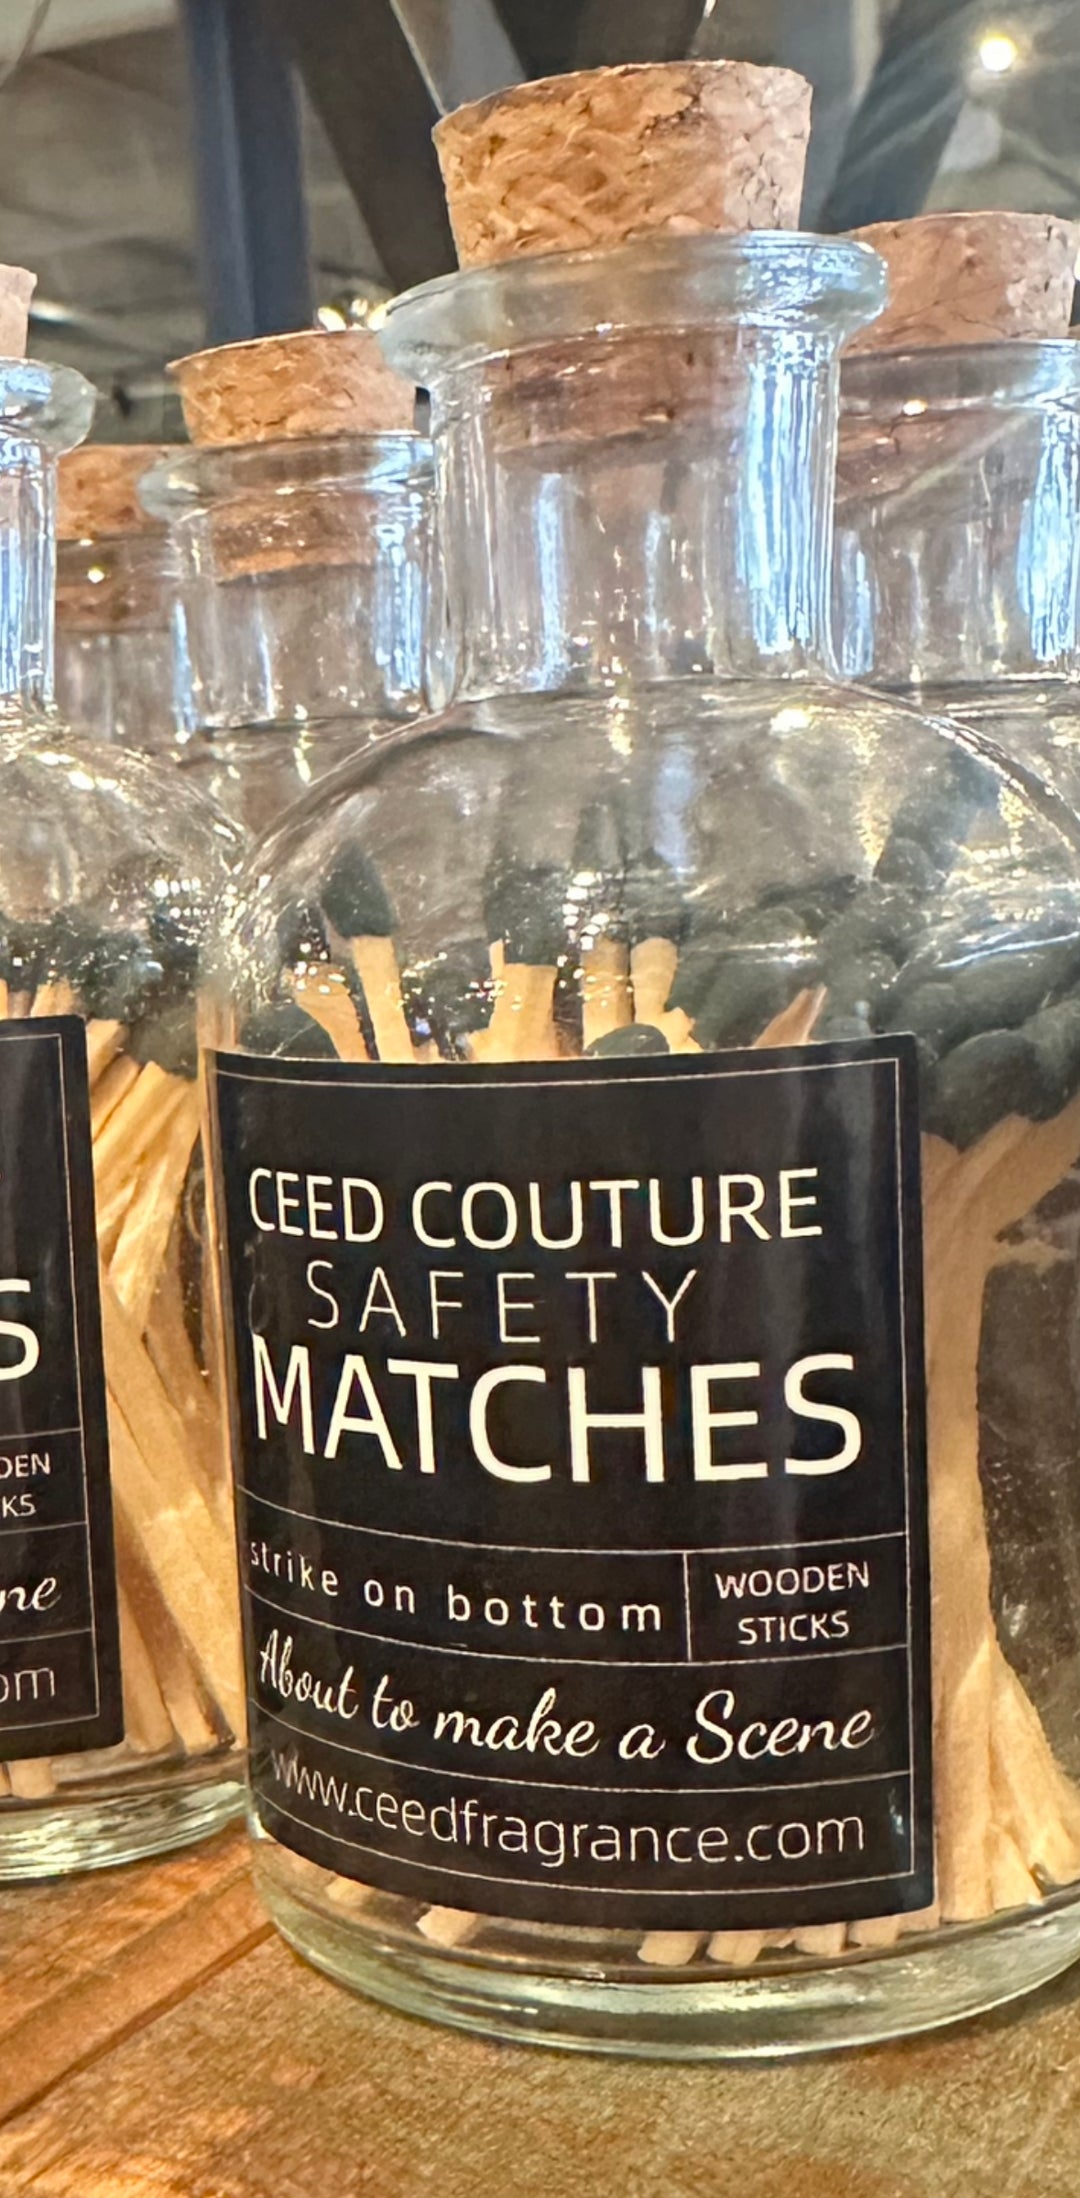 CEED COUTURE
SAFETY
MATCHES
strike on bottom
WOODEN
STICKS
About to make a Scene
www.ceedfragrance.com